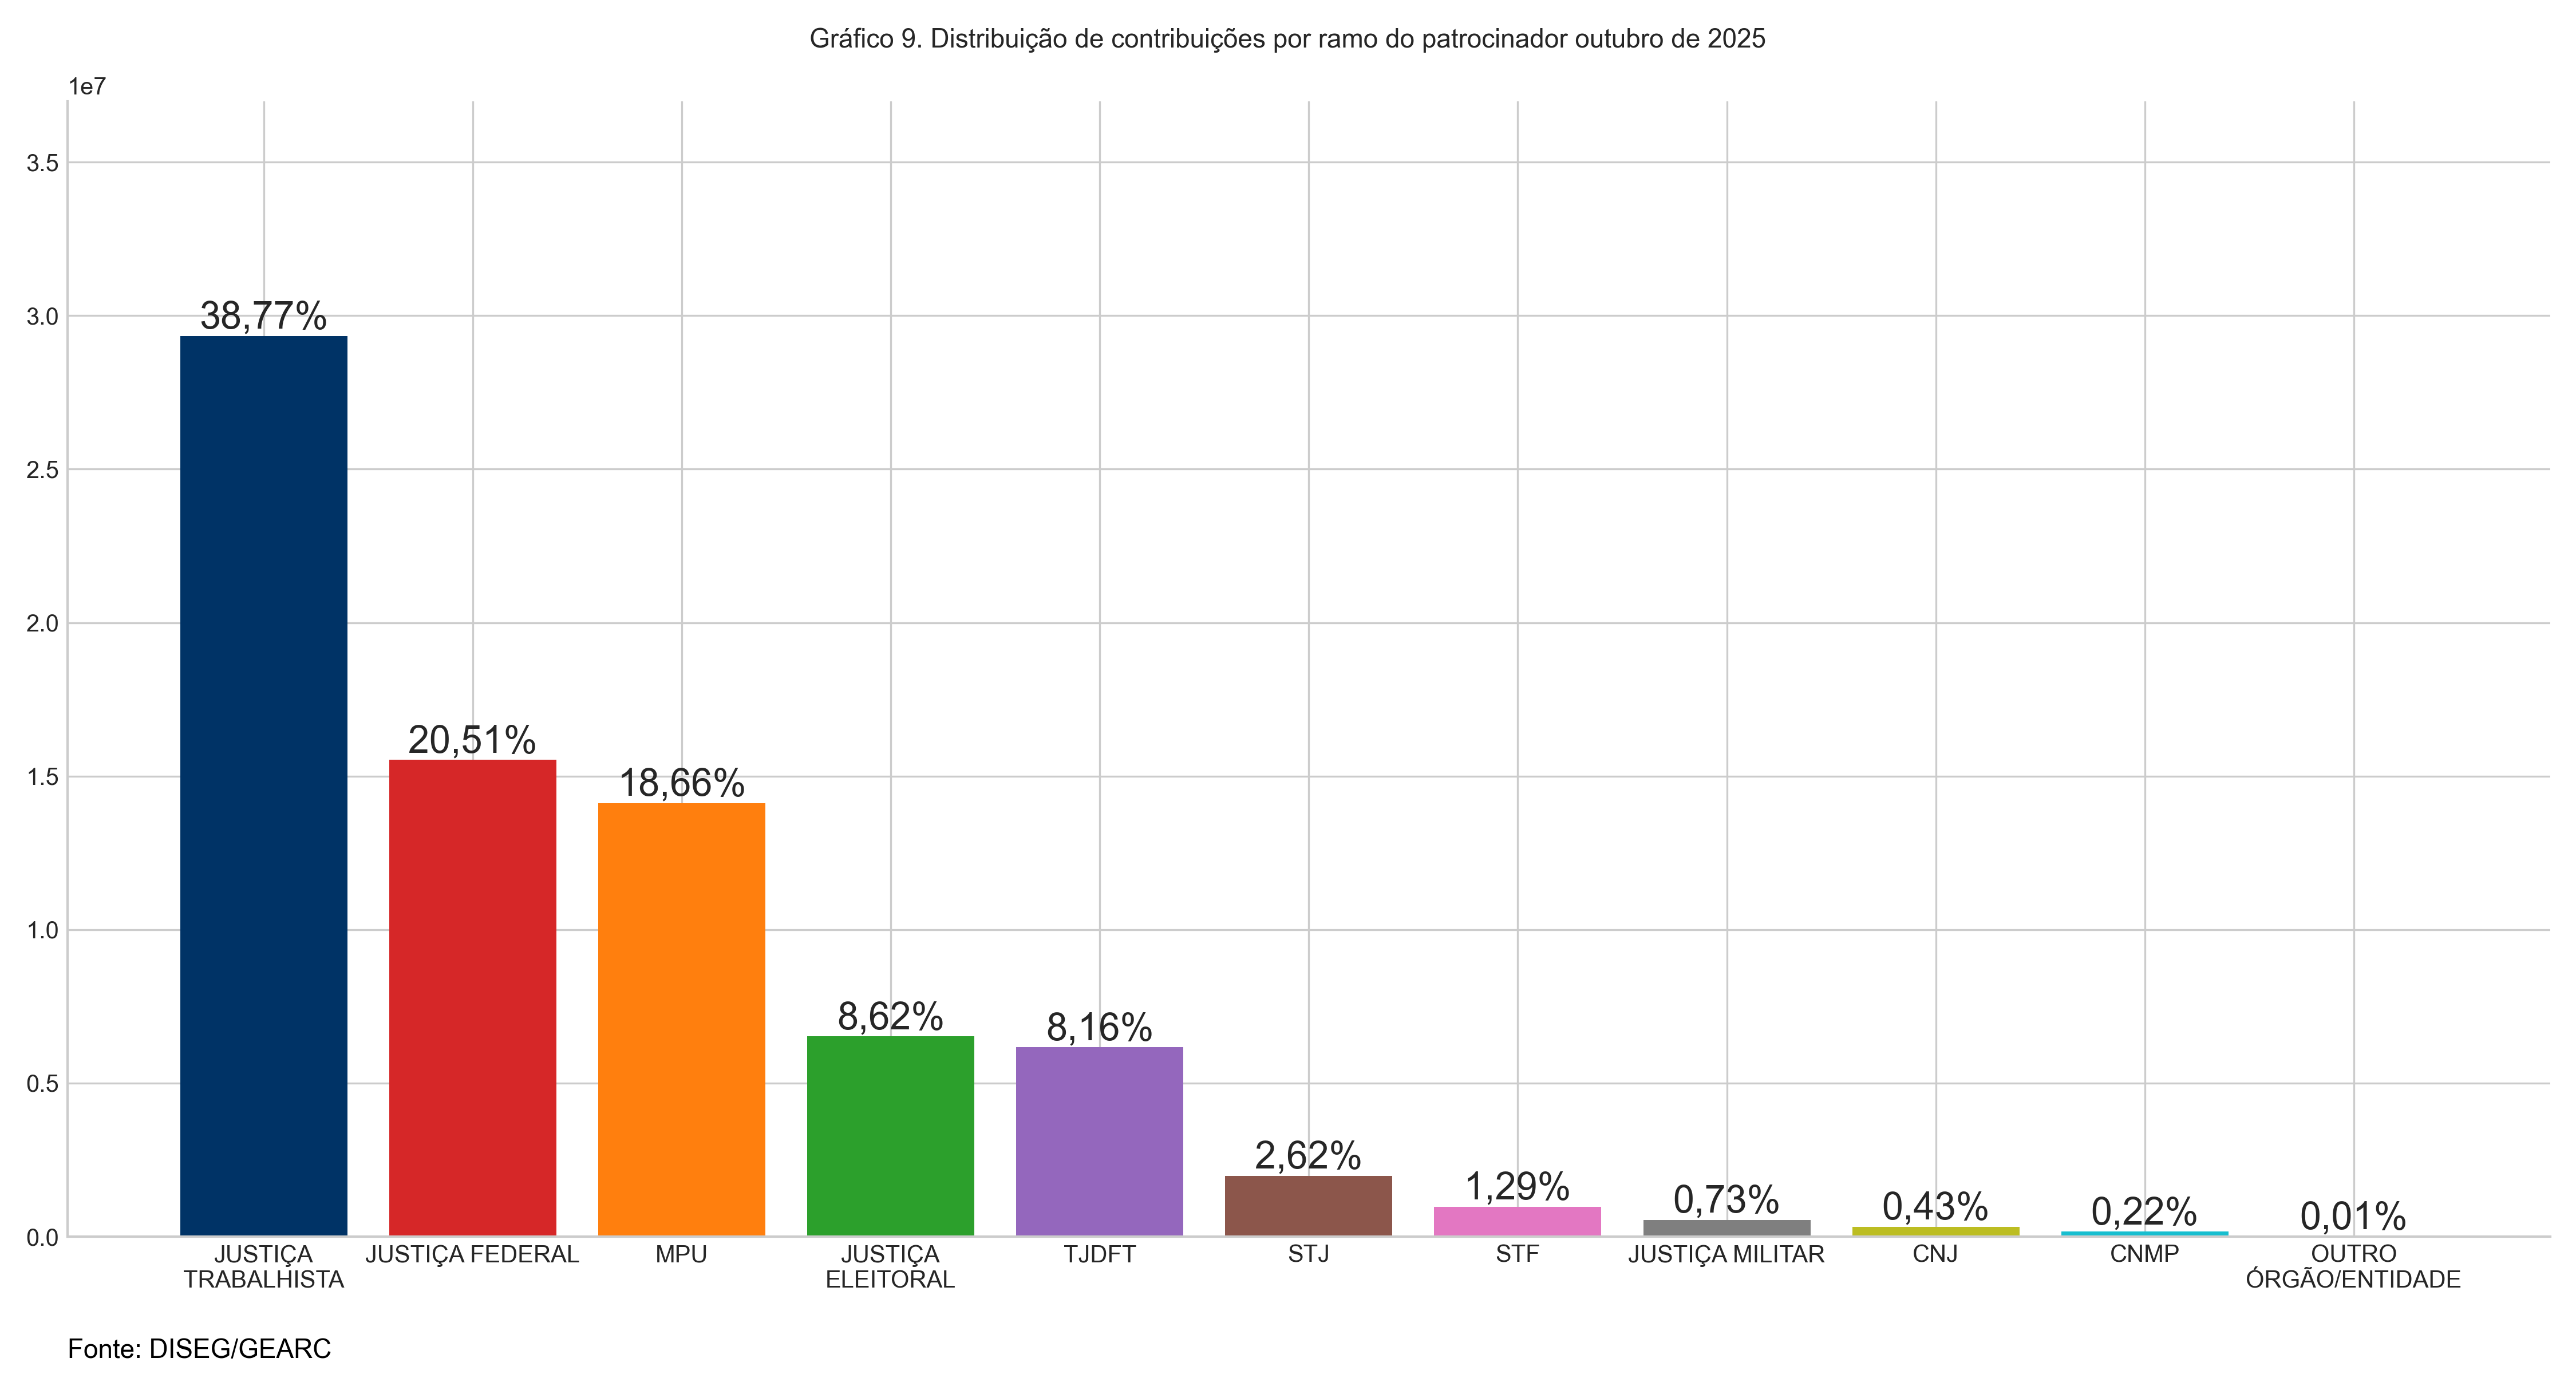 Gráfico 9. Distribuição de contribuições por ramo do patrocinador outubro de 2025
1e7
3.5
3.0
2.5
2.0
1.5
1.0
0.5
0.0
38,77%
20,51%
18,66%
8,62%
8,16%
2,62%
1,29%
0,73%
0,43%
0,22%
0,01%
JUSTIÇA
TRABALHISTA
JUSTIÇA FEDERAL
MPU
JUSTIÇA
ELEITORAL
TJDFT
STJ
STF
JUSTIÇA MILITAR
CNJ
CNMP
OUTRO
ÓRGÃO/ENTIDADE
Fonte: DISEG/GEARC